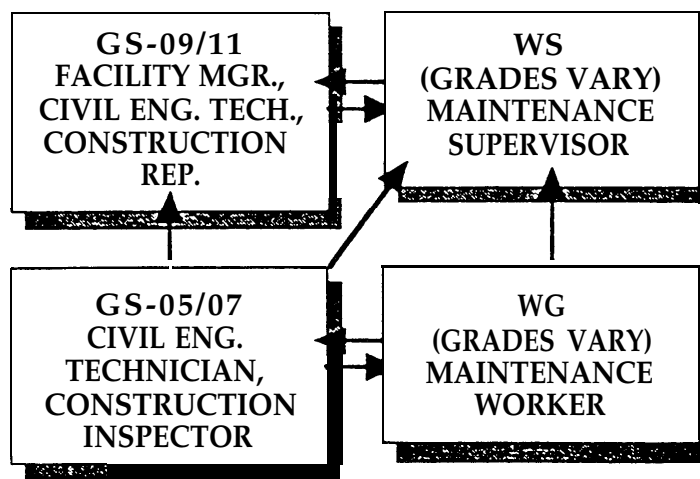 GS-09/11
FACILITY MGR.,
CIVIL ENG. TECH.,
CONSTRUCTION
REP.
WS
(GRADES VARY)
MAINTENANCE
SUPERVISOR
GS-05/07
CIVIL ENG.
TECHNICIAN,
CONSTRUCTION
INSPECTOR
WG
(GRADES VARY)
MAINTENANCE
WORKER